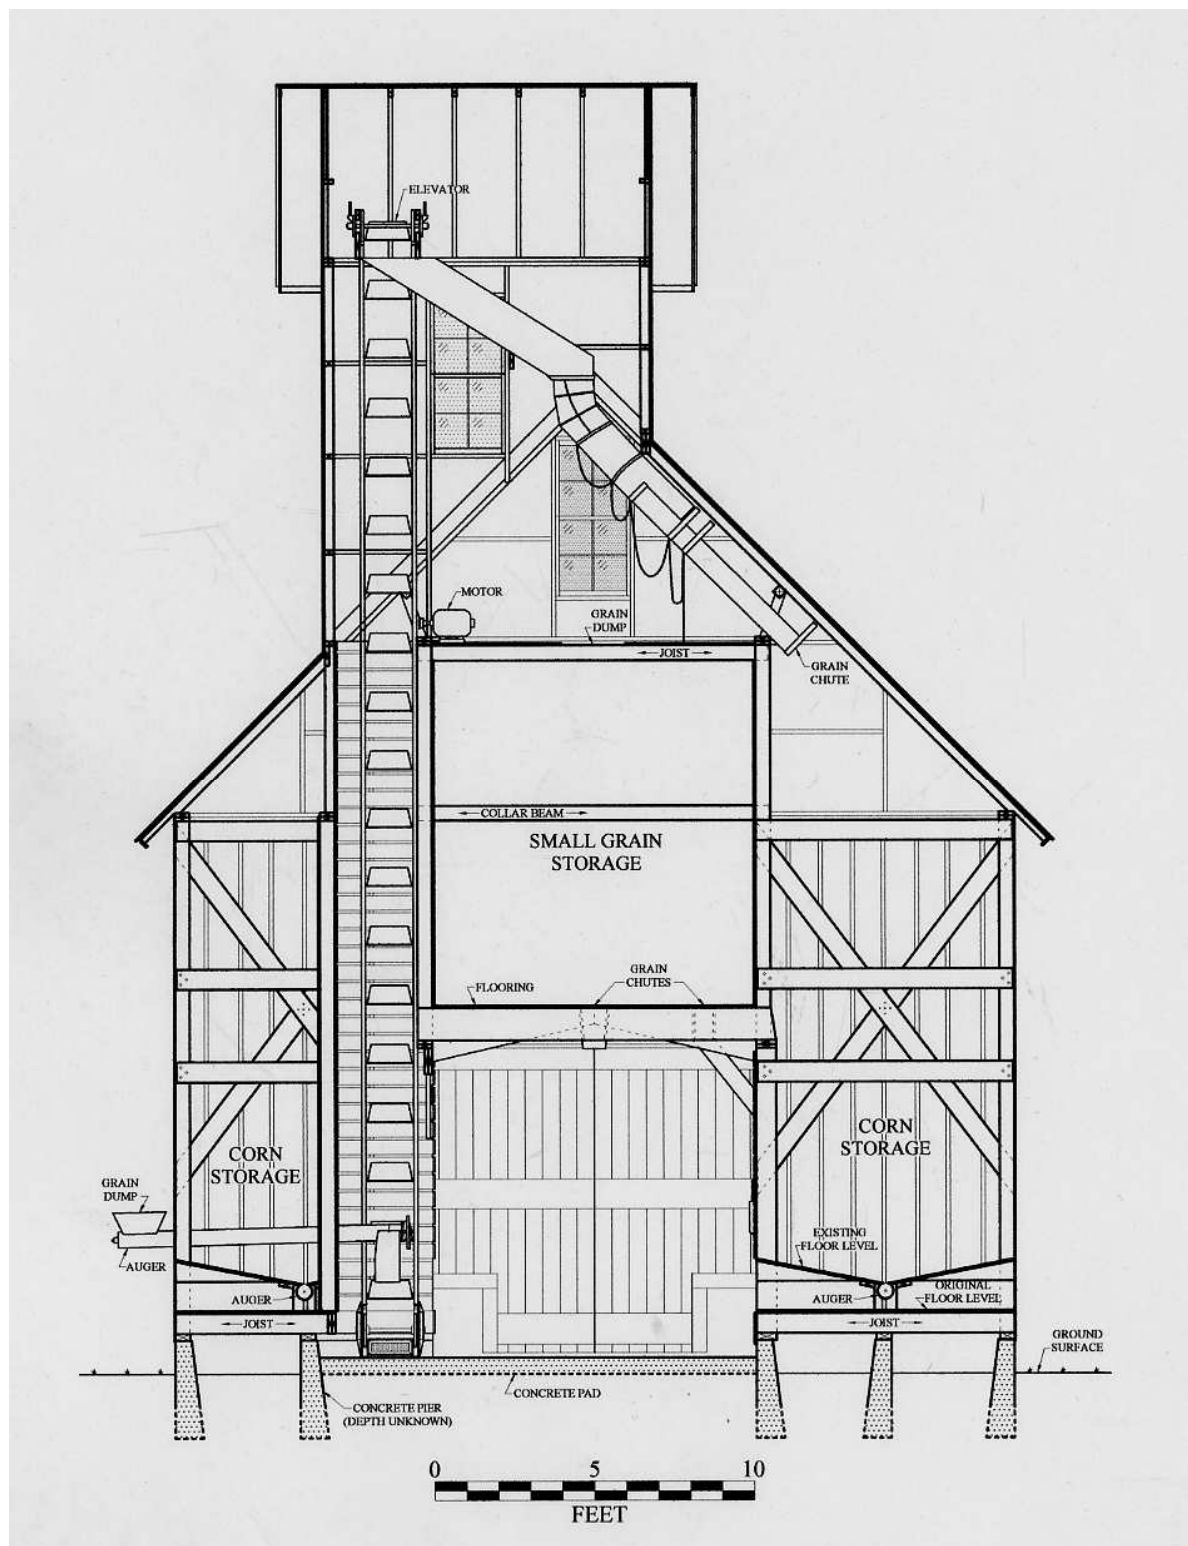 ELEVATOR
MOTOR
GRAIN
DUMP
JOIST
GRAIN
CHUTE
COLLAR BEAM
SMALL GRAIN
STORAGE
FLOORING
GRAIN
CHUTES
CORN
STORAGE
CORN
STORAGE
GRAIN
DUMP
AUGER
EXISTING
FLOOR LEVEL
AUGER
AUGER
ORIGINAL
FLOOR LEVEL
JOIST
JOIST
GROUND
SURFACE
CONCRETE PAD
CONCRETE PIER
(DEPTH UNKNOWN)
0 5 10
FEET